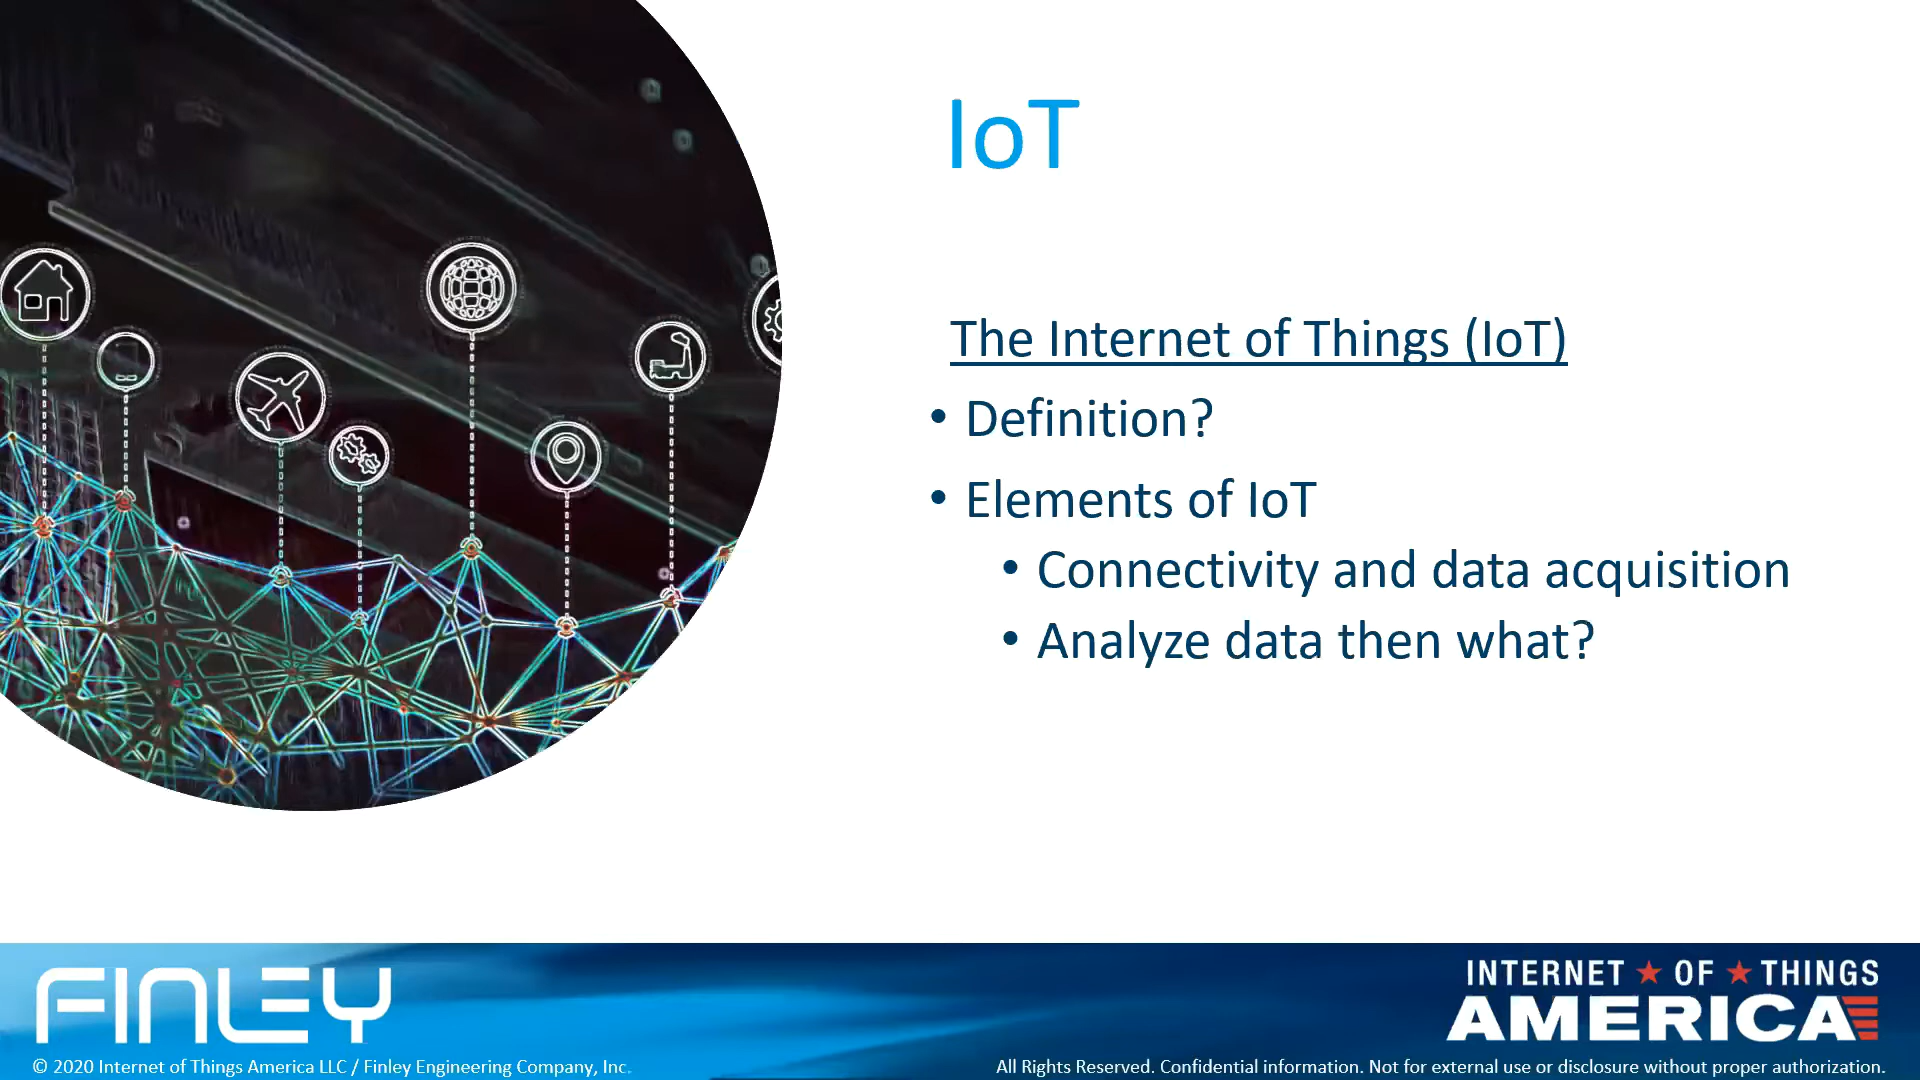 IoT
The Internet of Things (IoT)
• Definition?
• Elements of IoT
• Connectivity and data acquisition
• Analyze data then what?
FINLEY
INTERNET ★ OF ★ THINGS
AMERICA
© 2020 Internet of Things America LLC / Finley Engineering Company, Inc.
All Rights Reserved. Confidential information. Not for external use or disclosure without proper authorization.